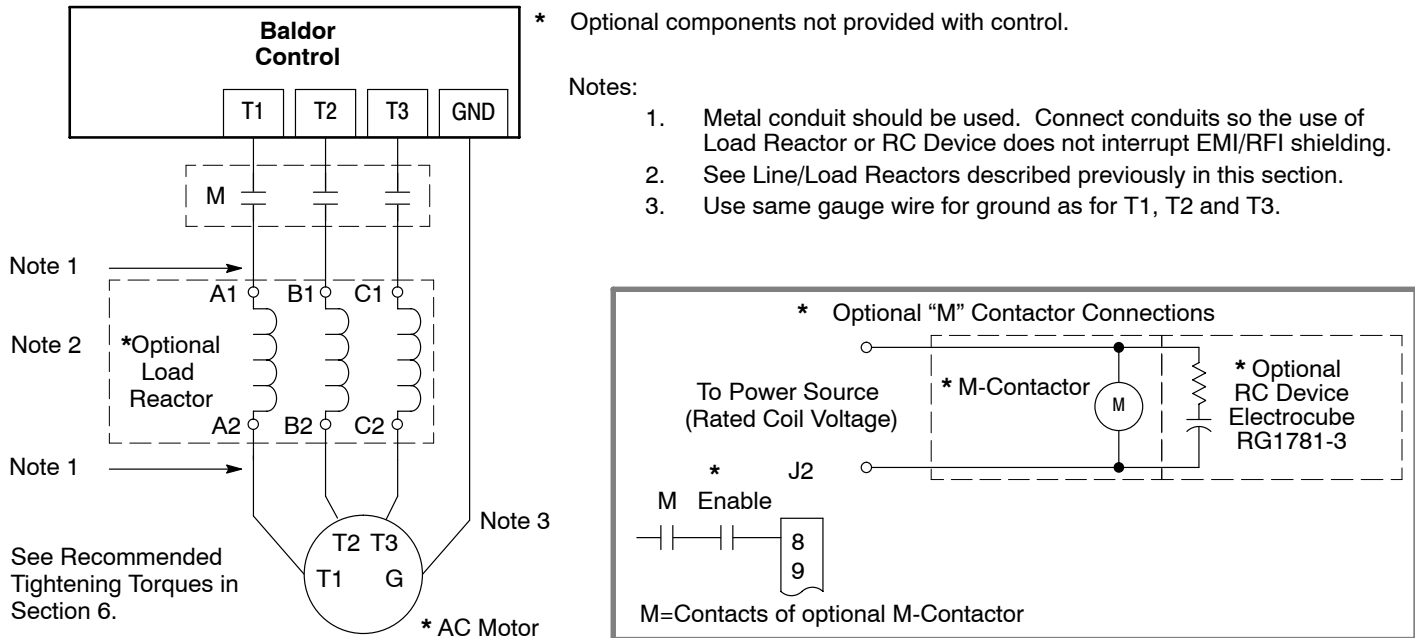 Baldor
Control
T1 T2 T3 GND
M
Note 1
A1 B1 C1
Note 2
*Optional
Load
Reactor
A2 B2 C2
Note 1
Note 3
T2 T3
T1 G
See Recommended
Tightening Torques in
Section 6.
* AC Motor
* Optional components not provided with control.
Notes:
1. Metal conduit should be used. Connect conduits so the use of
Load Reactor or RC Device does not interrupt EMI/RFI shielding.
2. See Line/Load Reactors described previously in this section.
3. Use same gauge wire for ground as for T1, T2 and T3.
* Optional “M” Contactor Connections
To Power Source
(Rated Coil Voltage)
* M-Contactor
M
* Optional
RC Device
Electrocube
RG1781-3
* J2
M Enable
8
9
M=Contacts of optional M-Contactor